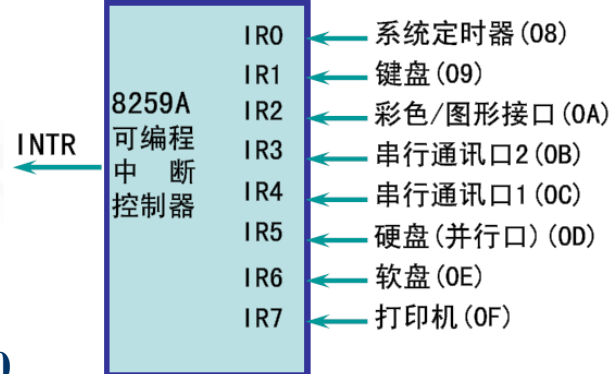 IR0 系统定时器(08)
IR1 键盘(09)
8259A
IR2 彩色/图形接口(0A)
INTR
可编程
IR3 串行通讯口2(0B)
中 断
IR4 串行通讯口1(0C)
控制器
IR5 硬盘(并行口)(0D)
IR6 软盘(0E)
IR7 打印机(0F)
)